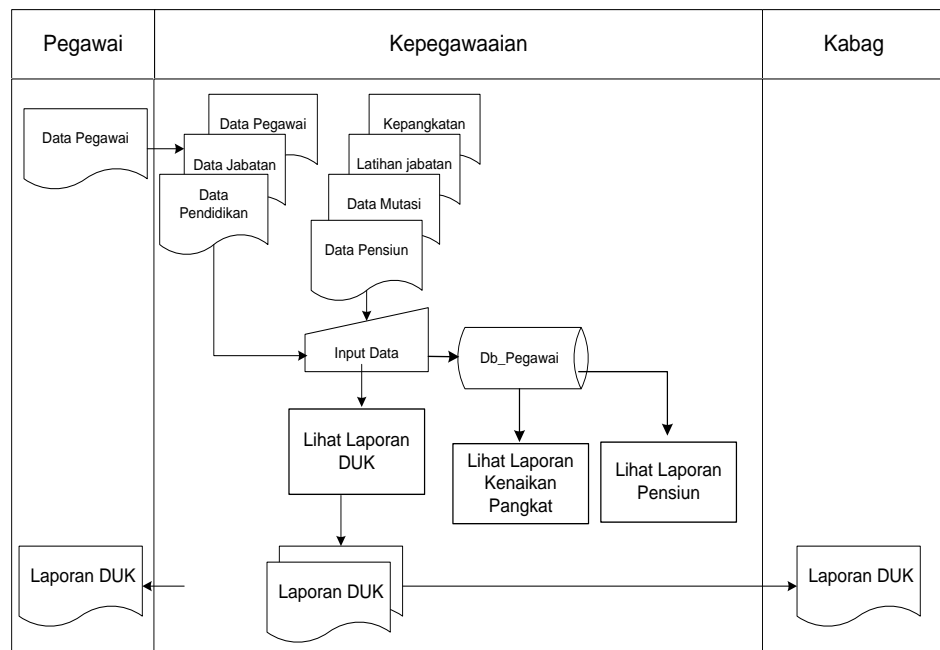 Pegawai
Kepegawaaian
Kabag
Data Pegawai
Data Pegawai
Data Jabatan
Data
Pendidikan
Kepangkatan
Latihan jabatan
Data Mutasi
Data Pensiun
Input Data
Db_Pegawai
Lihat Laporan
DUK
Lihat Laporan
Kenaikan
Pangkat
Lihat Laporan
Pensiun
Laporan DUK
Laporan DUK
Laporan DUK